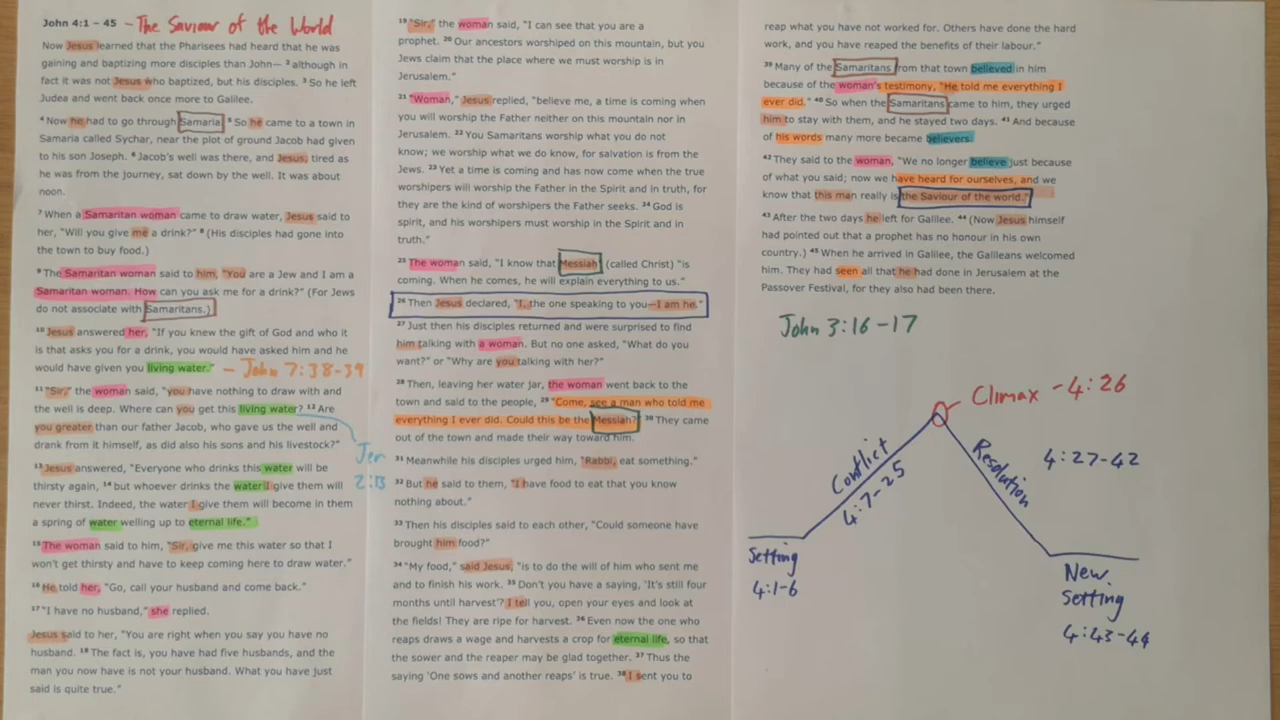 John 4:1 - 45 - The Saviour of the World
Now Jesus learned that the Pharisees had heard that he was
gaining and baptizing more disciples than John— ² although in
fact it was not Jesus who baptized, but his disciples. ³ So he left
Judea and went back once more to Galilee.
⁴ Now he had to go through Samaria. ⁵ So he came to a town in
Samaria called Sychar, near the plot of ground Jacob had given
to his son Joseph. ⁶ Jacob's well was there, and Jesus, tired as
he was from the journey, sat down by the well. It was about
noon.
⁷ When a Samaritan woman came to draw water, Jesus said to
her, "Will you give me a drink?" ⁸ (His disciples had gone into
the town to buy food.)
⁹ The Samaritan woman said to him, "You are a Jew and I am a
Samaritan woman. How can you ask me for a drink?" (For Jews
do not associate with Samaritans.)
¹⁰ Jesus answered her, "If you knew the gift of God and who it
is that asks you for a drink, you would have asked him and he
would have given you living water." - John 7:38-39
¹¹ "Sir," the woman said, "you have nothing to draw with and
the well is deep. Where can you get this living water? ¹² Are
you greater than our father Jacob, who gave us the well and
drank from it himself, as did also his sons and his livestock?"
Jer
2:13
¹³ Jesus answered, "Everyone who drinks this water will be
thirsty again, ¹⁴ but whoever drinks the water I give them will
never thirst. Indeed, the water I give them will become in them
a spring of water welling up to eternal life."
¹⁵ The woman said to him, "Sir, give me this water so that I
won't get thirsty and have to keep coming here to draw water."
¹⁶ He told her, "Go, call your husband and come back."
¹⁷ "I have no husband," she replied.
Jesus said to her, "You are right when you say you have no
husband. ¹⁸ The fact is, you have had five husbands, and the
man you now have is not your husband. What you have just
said is quite true."
¹⁹ "Sir," the woman said, "I can see that you are a
prophet. ²⁰ Our ancestors worshiped on this mountain, but you
Jews claim that the place where we must worship is in
Jerusalem."
²¹ "Woman," Jesus replied, "believe me, a time is coming when
you will worship the Father neither on this mountain nor in
Jerusalem. ²² You Samaritans worship what you do not
know; we worship what we do know, for salvation is from the
Jews. ²³ Yet a time is coming and has now come when the true
worshipers will worship the Father in the Spirit and in truth, for
they are the kind of worshipers the Father seeks. ²⁴ God is
spirit, and his worshipers must worship in the Spirit and in
truth."
²⁵ The woman said, "I know that Messiah (called Christ) "is
coming. When he comes, he will explain everything to us."
²⁶ Then Jesus declared, "I, the one speaking to you—I am he."
²⁷ Just then his disciples returned and were surprised to find
him talking with a woman. But no one asked, "What do you
want?" or "Why are you talking with her?"
²⁸ Then, leaving her water jar, the woman went back to the
town and said to the people, ²⁹ "Come, see a man who told me
everything I ever did. Could this be the Messiah?" ³⁰ They came
out of the town and made their way toward him.
³¹ Meanwhile his disciples urged him, "Rabbi, eat something."
³² But he said to them, "I have food to eat that you know
nothing about."
³³ Then his disciples said to each other, "Could someone have
brought him food?"
³⁴ "My food," said Jesus, "is to do the will of him who sent me
and to finish his work. ³⁵ Don't you have a saying, 'It's still four
months until harvest'? I tell you, open your eyes and look at
the fields! They are ripe for harvest. ³⁶ Even now the one who
reaps draws a wage and harvests a crop for eternal life, so that
the sower and the reaper may be glad together. ³⁷ Thus the
saying 'One sows and another reaps' is true. ³⁸ I sent you to
reap what you have not worked for. Others have done the hard
work, and you have reaped the benefits of their labour."
³⁹ Many of the Samaritans from that town believed in him
because of the woman's testimony, "He told me everything I
ever did." ⁴⁰ So when the Samaritans came to him, they urged
him to stay with them, and he stayed two days. ⁴¹ And because
of his words many more became believers.
⁴² They said to the woman, "We no longer believe just because
of what you said; now we have heard for ourselves, and we
know that this man really is the Saviour of the world."
⁴³ After the two days he left for Galilee. ⁴⁴ (Now Jesus himself
had pointed out that a prophet has no honour in his own
country.) ⁴⁵ When he arrived in Galilee, the Galileans welcomed
him. They had seen all that he had done in Jerusalem at the
Passover Festival, for they also had been there.
John 3:16-17
Climax - 4:26
Conflict
4:7-25
Resolution
4:27-42
Setting
4:1-6
New
Setting
4:43-44